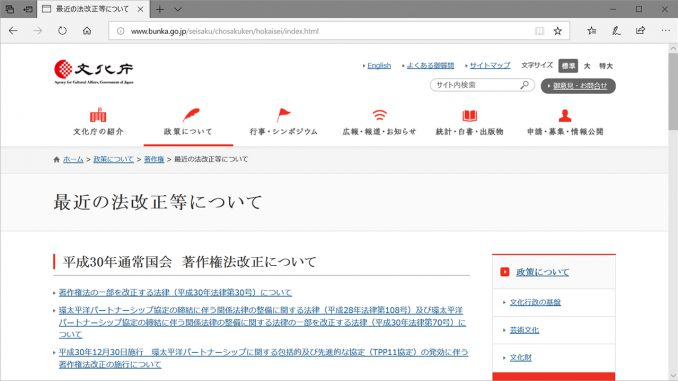 最近の法改正等について
www.bunka.go.jp/seisaku/chosakuken/hokaisei/index.html
文化庁
Agency for Cultural Affairs, Government of Japan
English よくある御質問 サイトマップ 文字サイズ 標準 大 特大
サイト内検索 御意見・お問合せ
文化庁の紹介 政策について 行事・シンポジウム 広報・報道・お知らせ 統計・白書・出版物 申請・募集・情報公開
ホーム > 政策について > 著作権 > 最近の法改正等について
最近の法改正等について
平成30年通常国会 著作権法改正について
著作権法の一部を改正する法律（平成30年法律第30号）について
環太平洋パートナーシップ協定の締結に伴う関係法律の整備に関する法律（平成28年法律第108号）及び環太平洋
パートナーシップ協定の締結に伴う関係法律の整備に関する法律の一部を改正する法律（平成30年法律第70号）に
ついて
平成30年12月30日施行 環太平洋パートナーシップに関する包括的及び先進的な協定（TPP11協定）の発効に伴う
著作権法改正の施行について
政策について
文化行政の基盤
芸術文化
文化財